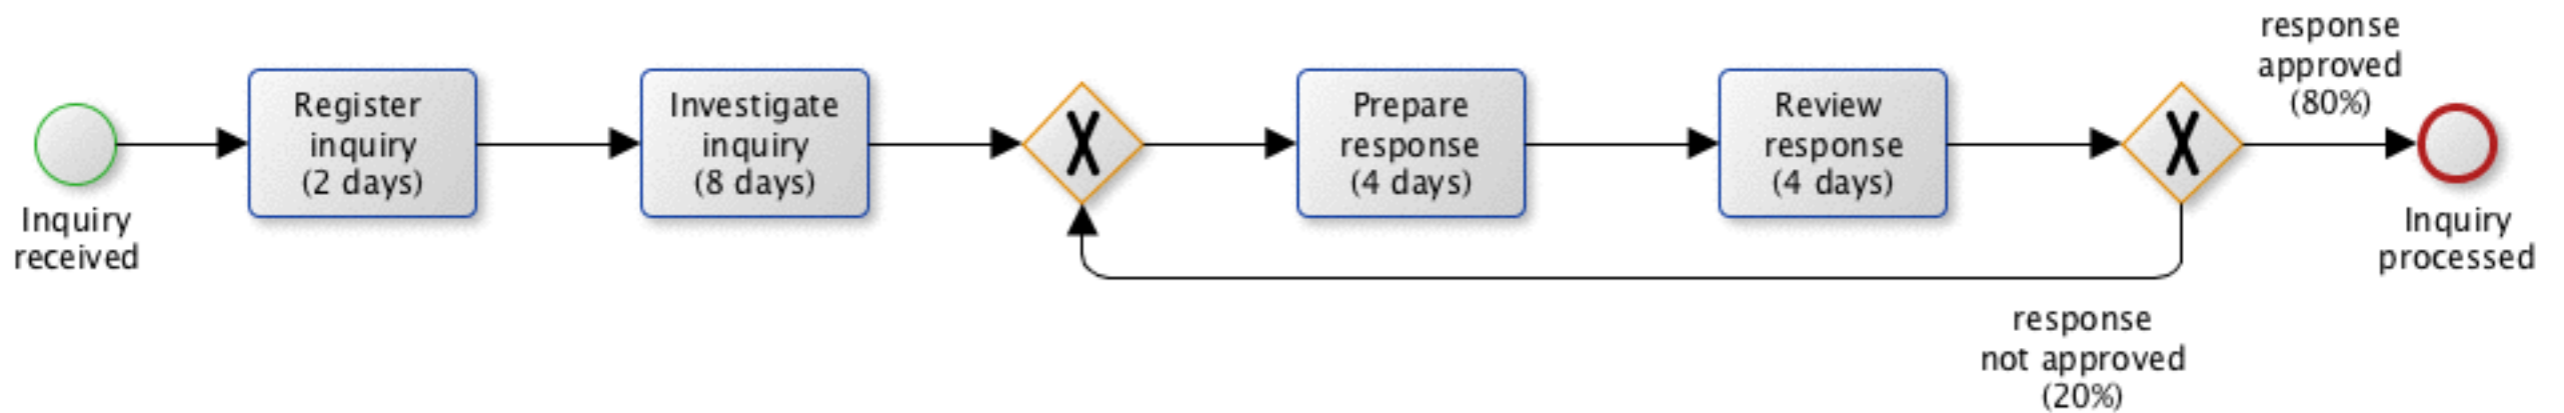 Inquiry
received
Register
inquiry
(2 days)
Investigate
inquiry
(8 days)
X
Prepare
response
(4 days)
Review
response
(4 days)
X
response
approved
(80%)
Inquiry
processed
response
not approved
(20%)